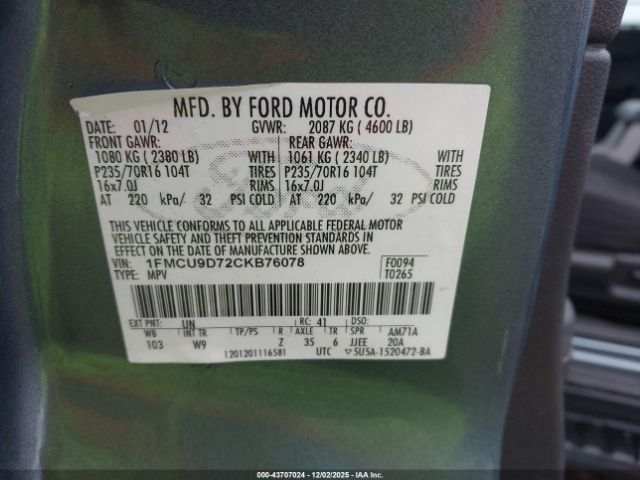 MFD. BY FORD MOTOR CO.
DATE: 01/12 GVWR: 2087 KG ( 4600 LB)
FRONT GAWR: REAR GAWR:
1080 KG ( 2380 LB) WITH 1061 KG ( 2340 LB) WITH
P235/70R16 104T TIRES P235/70R16 104T TIRES
16x7.0J RIMS 16x7.0J RIMS
AT 220 kPa/ 32 PSI COLD AT 220 kPa/ 32 PSI COLD
THIS VEHICLE CONFORMS TO ALL APPLICABLE FEDERAL MOTOR
VEHICLE SAFETY AND THEFT PREVENTION STANDARDS IN EFFECT
ON THE DATE OF MANUFACTURE SHOWN ABOVE.
VIN: 1FMCU9D72CKB76078 F0094
TYPE: MPV T0265
EXT PNT: UN RC: 41 DSO:
WB INT TR TP/PS R AXLE TR SPR AM71A
103 W9 Z 35 6 JJEE 20A
1201201116581 UTC ▽5U5A-1520472-BA
000-43707024 | 12/02/2025 | Copart, Inc.